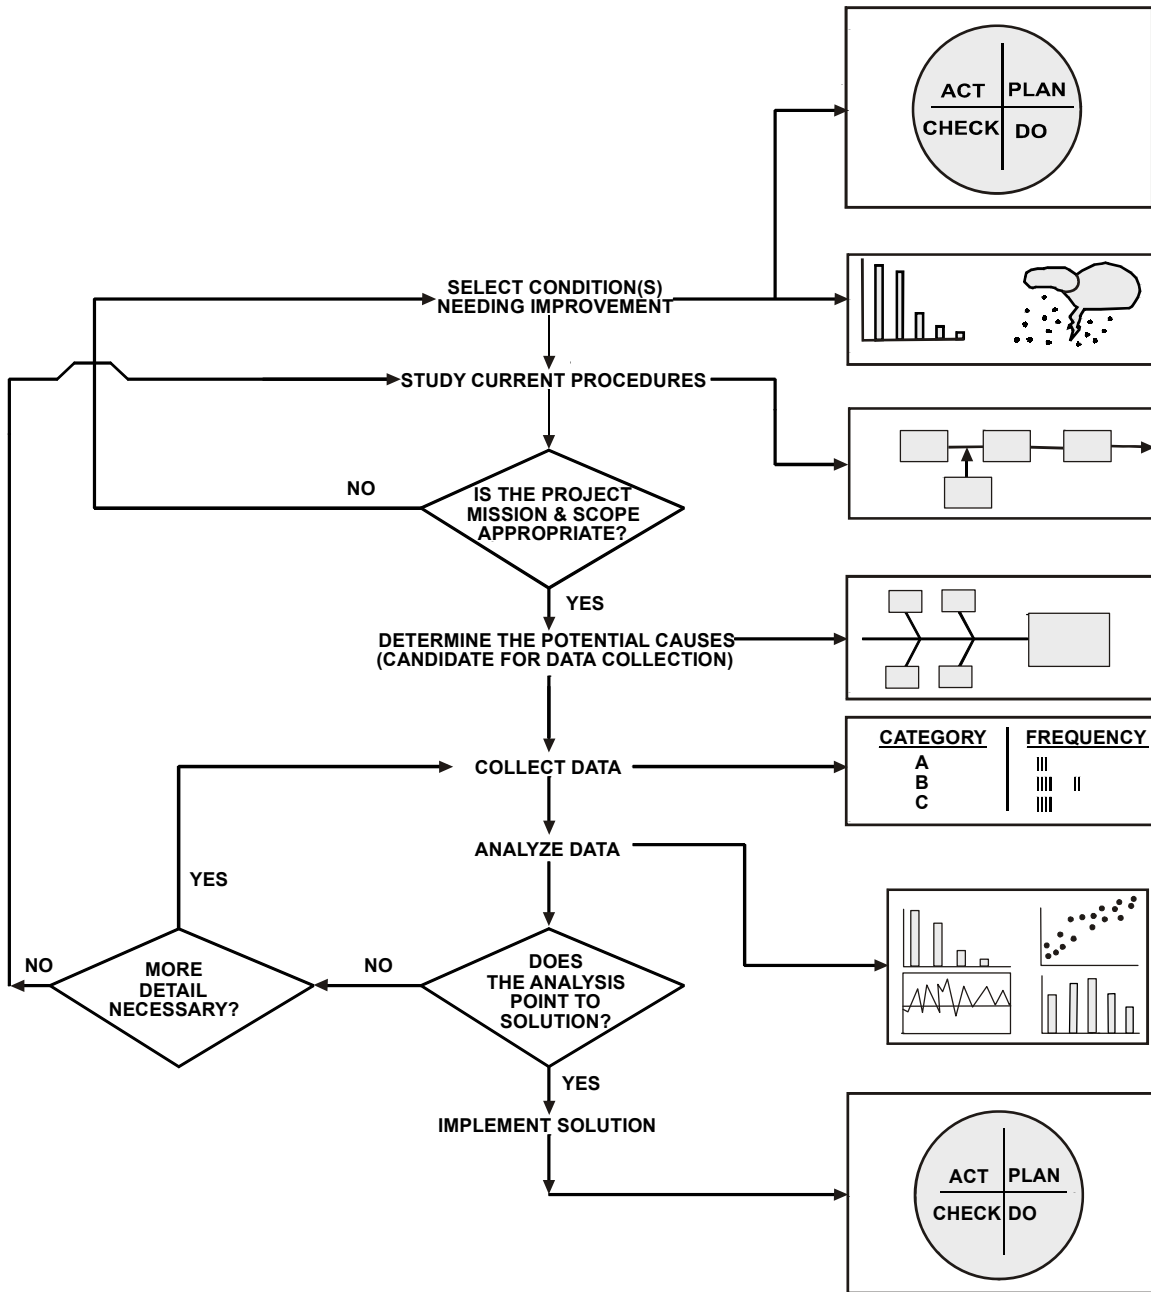 ACT PLAN
CHECK DO
SELECT CONDITION(S)
NEEDING IMPROVEMENT
STUDY CURRENT PROCEDURES
NO
IS THE PROJECT
MISSION & SCOPE
APPROPRIATE?
YES
DETERMINE THE POTENTIAL CAUSES
(CANDIDATE FOR DATA COLLECTION)
CATEGORY FREQUENCY
A
B
C
COLLECT DATA
ANALYZE DATA
YES
NO
MORE
DETAIL
NECESSARY?
NO
DOES
THE ANALYSIS
POINT TO
SOLUTION?
YES
IMPLEMENT SOLUTION
ACT PLAN
CHECK DO